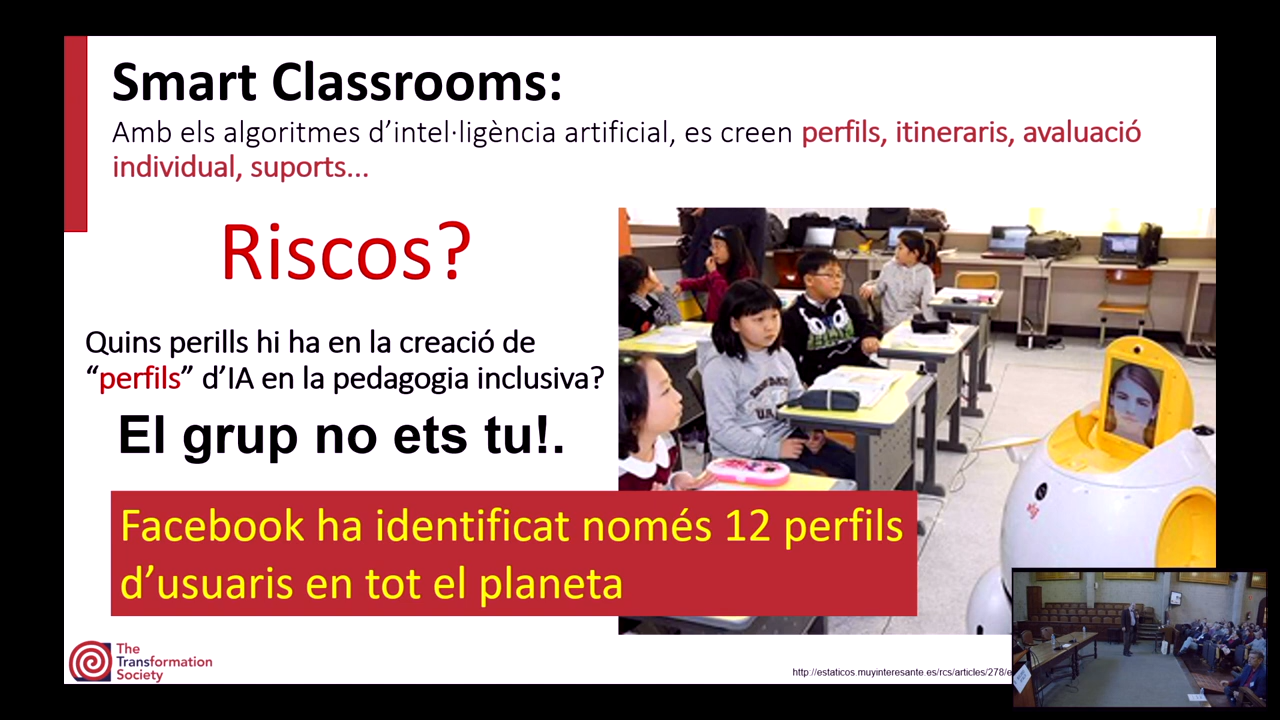 Smart Classrooms:
Amb els algoritmes d’intel·ligència artificial, es creen perfils, itineraris, avaluació
individual, suports...
Riscos?
Quins perills hi ha en la creació de
“perfils” d’IA en la pedagogia inclusiva?
El grup no ets tu!.
Facebook ha identificat només 12 perfils
d’usuaris en tot el planeta
The
Transformation
Society
http://estaticos.muyinteresante.es/rcs/articles/278/